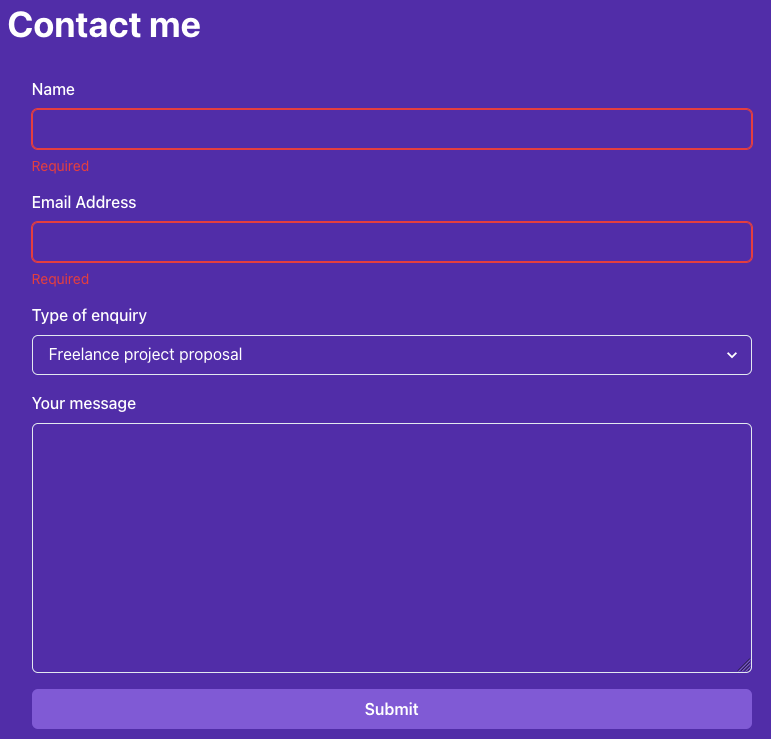 Contact me
Name
Required
Email Address
Required
Type of enquiry
Freelance project proposal
Your message
Submit